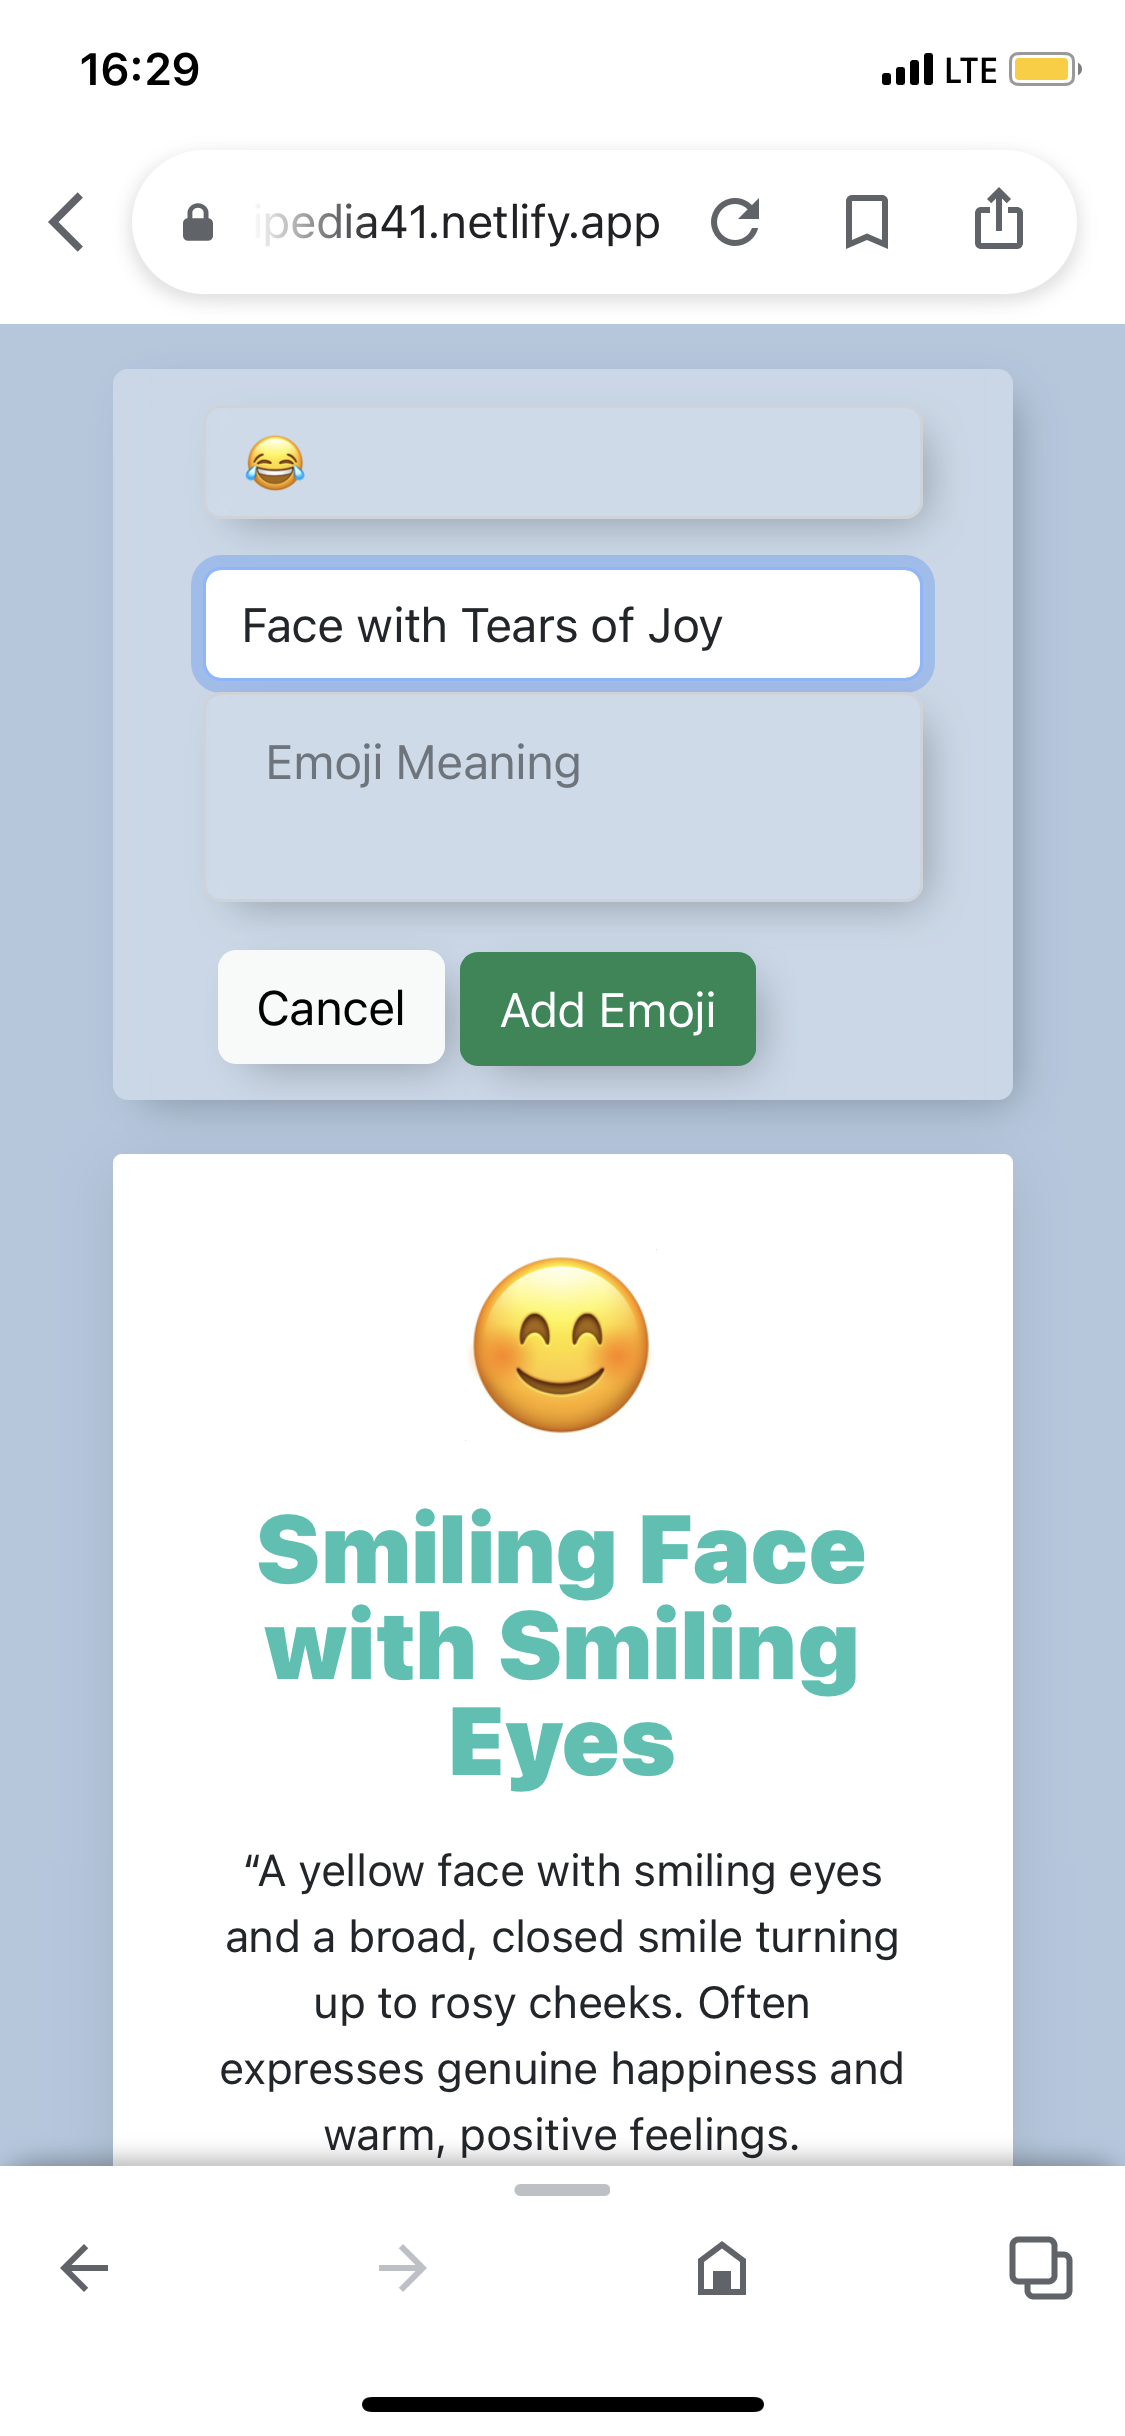 16:29
LTE
ipedia41.netlify.app
😂
Face with Tears of Joy
Emoji Meaning
Cancel
Add Emoji
Smiling Face
with Smiling
Eyes
“A yellow face with smiling eyes
and a broad, closed smile turning
up to rosy cheeks. Often
expresses genuine happiness and
warm, positive feelings.